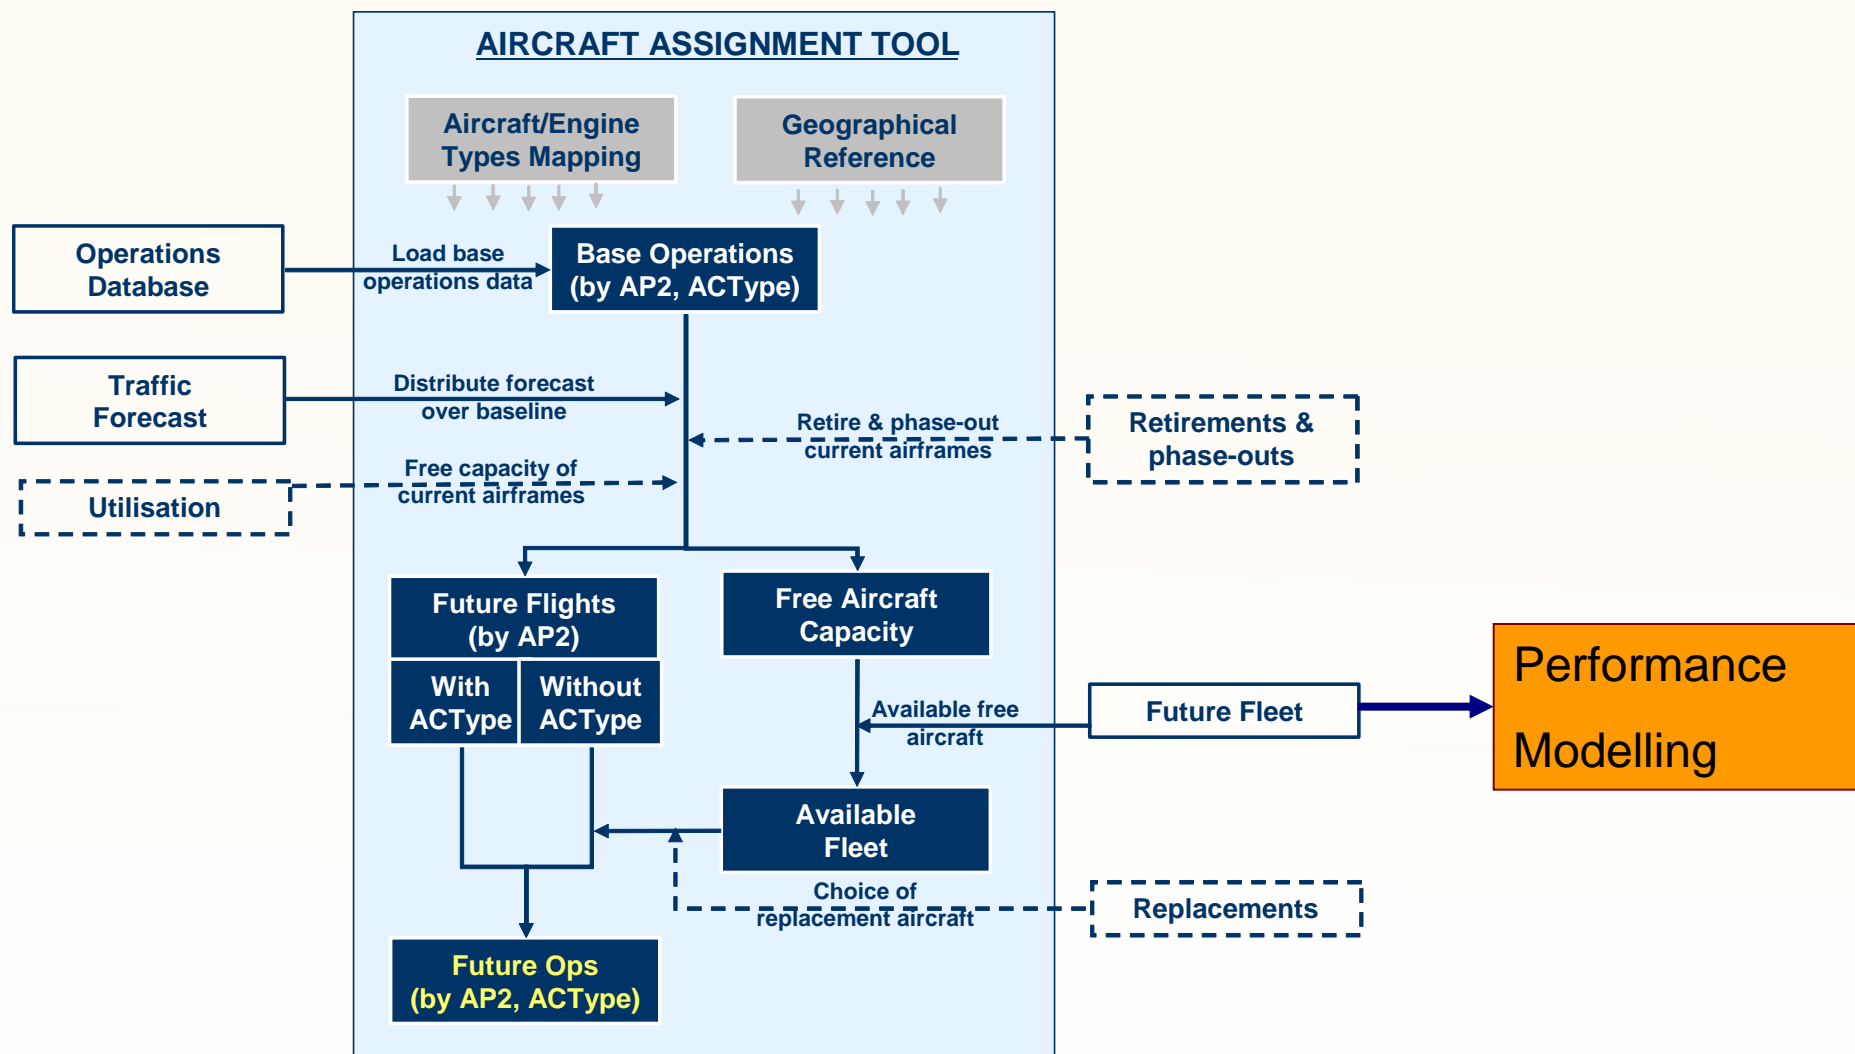 AIRCRAFT ASSIGNMENT TOOL
Aircraft/Engine
Types Mapping
Geographical
Reference
Operations
Database
Load base
operations data
Base Operations
(by AP2, ACType)
Traffic
Forecast
Distribute forecast
over baseline
Retire & phase-out
current airframes
Retirements &
phase-outs
Utilisation
Free capacity of
current airframes
Future Flights
(by AP2)
With
ACType
Without
ACType
Free Aircraft
Capacity
Available free
aircraft
Future Fleet
Performance
Modelling
Available
Fleet
Choice of
replacement aircraft
Replacements
Future Ops
(by AP2, ACType)